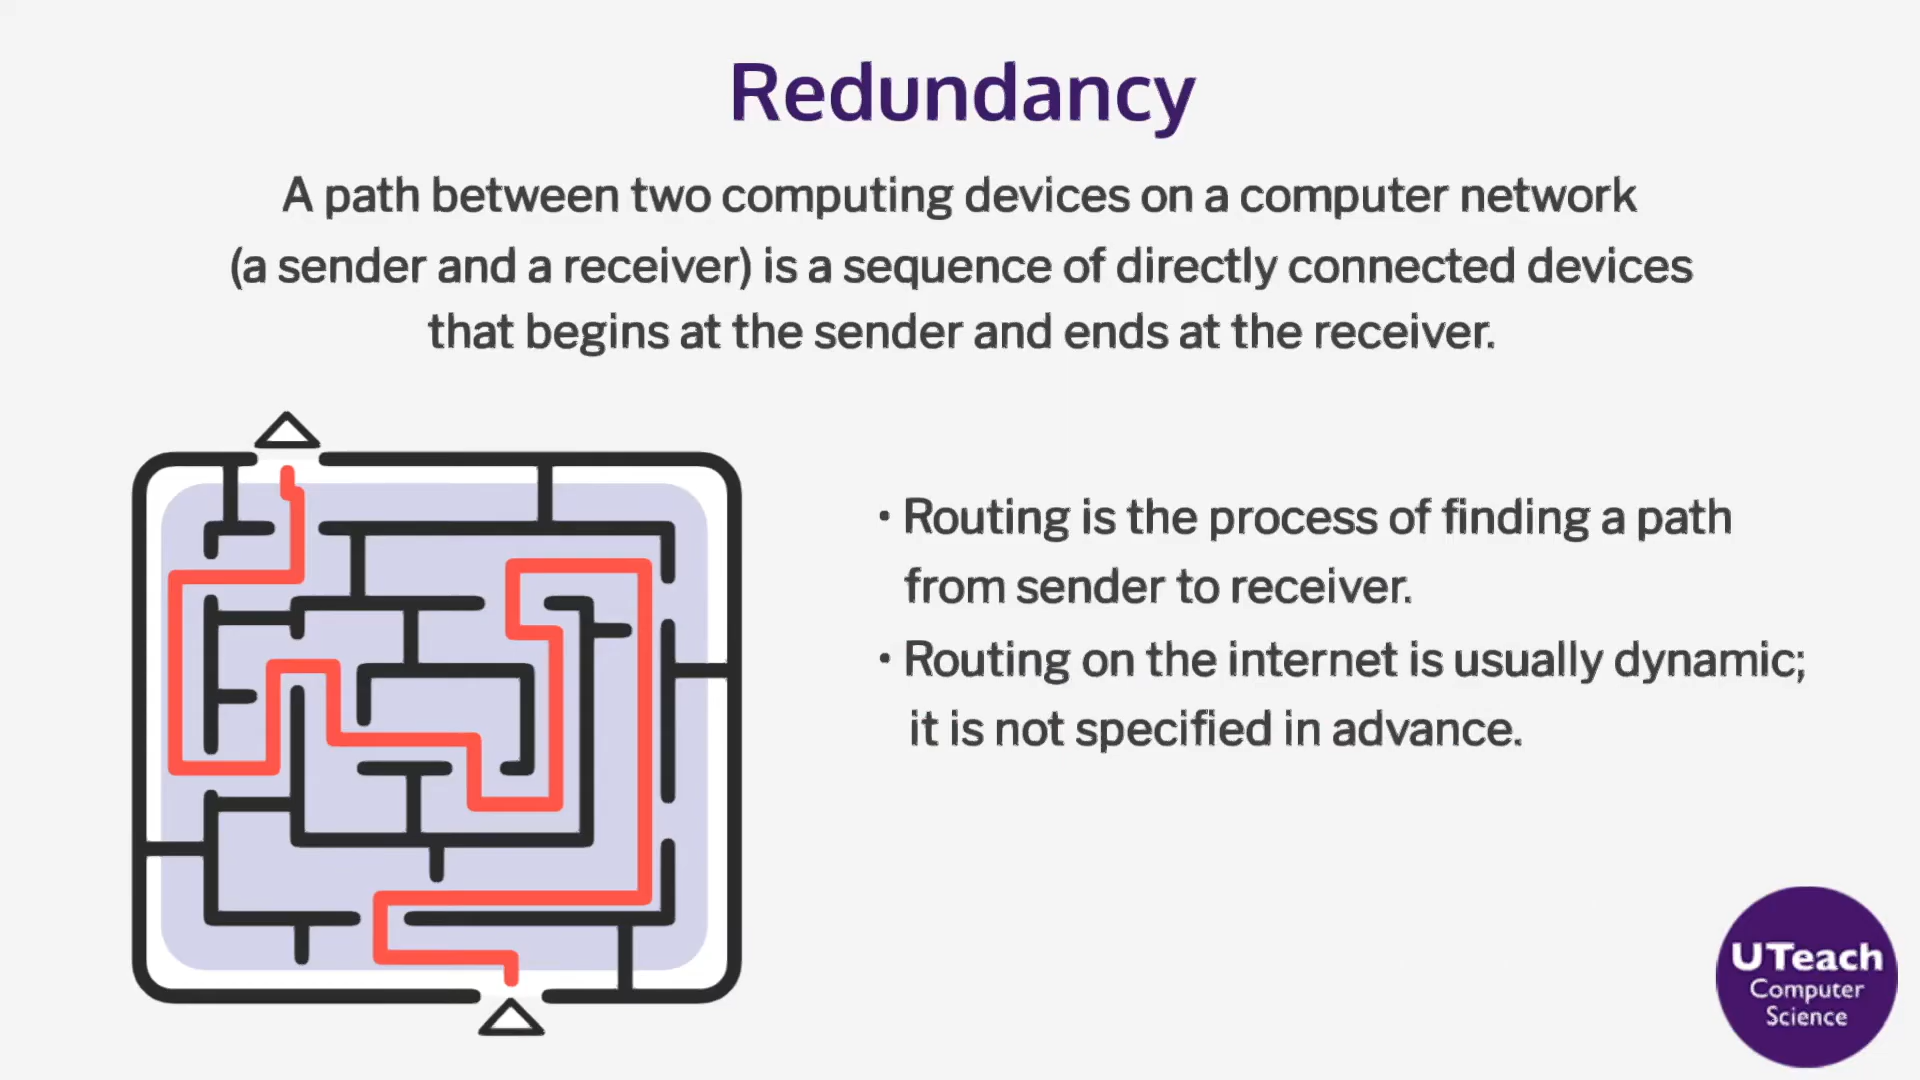 Redundancy
A path between two computing devices on a computer network
(a sender and a receiver) is a sequence of directly connected devices
that begins at the sender and ends at the receiver.
• Routing is the process of finding a path
from sender to receiver.
• Routing on the internet is usually dynamic;
it is not specified in advance.
UTeach
Computer
Science